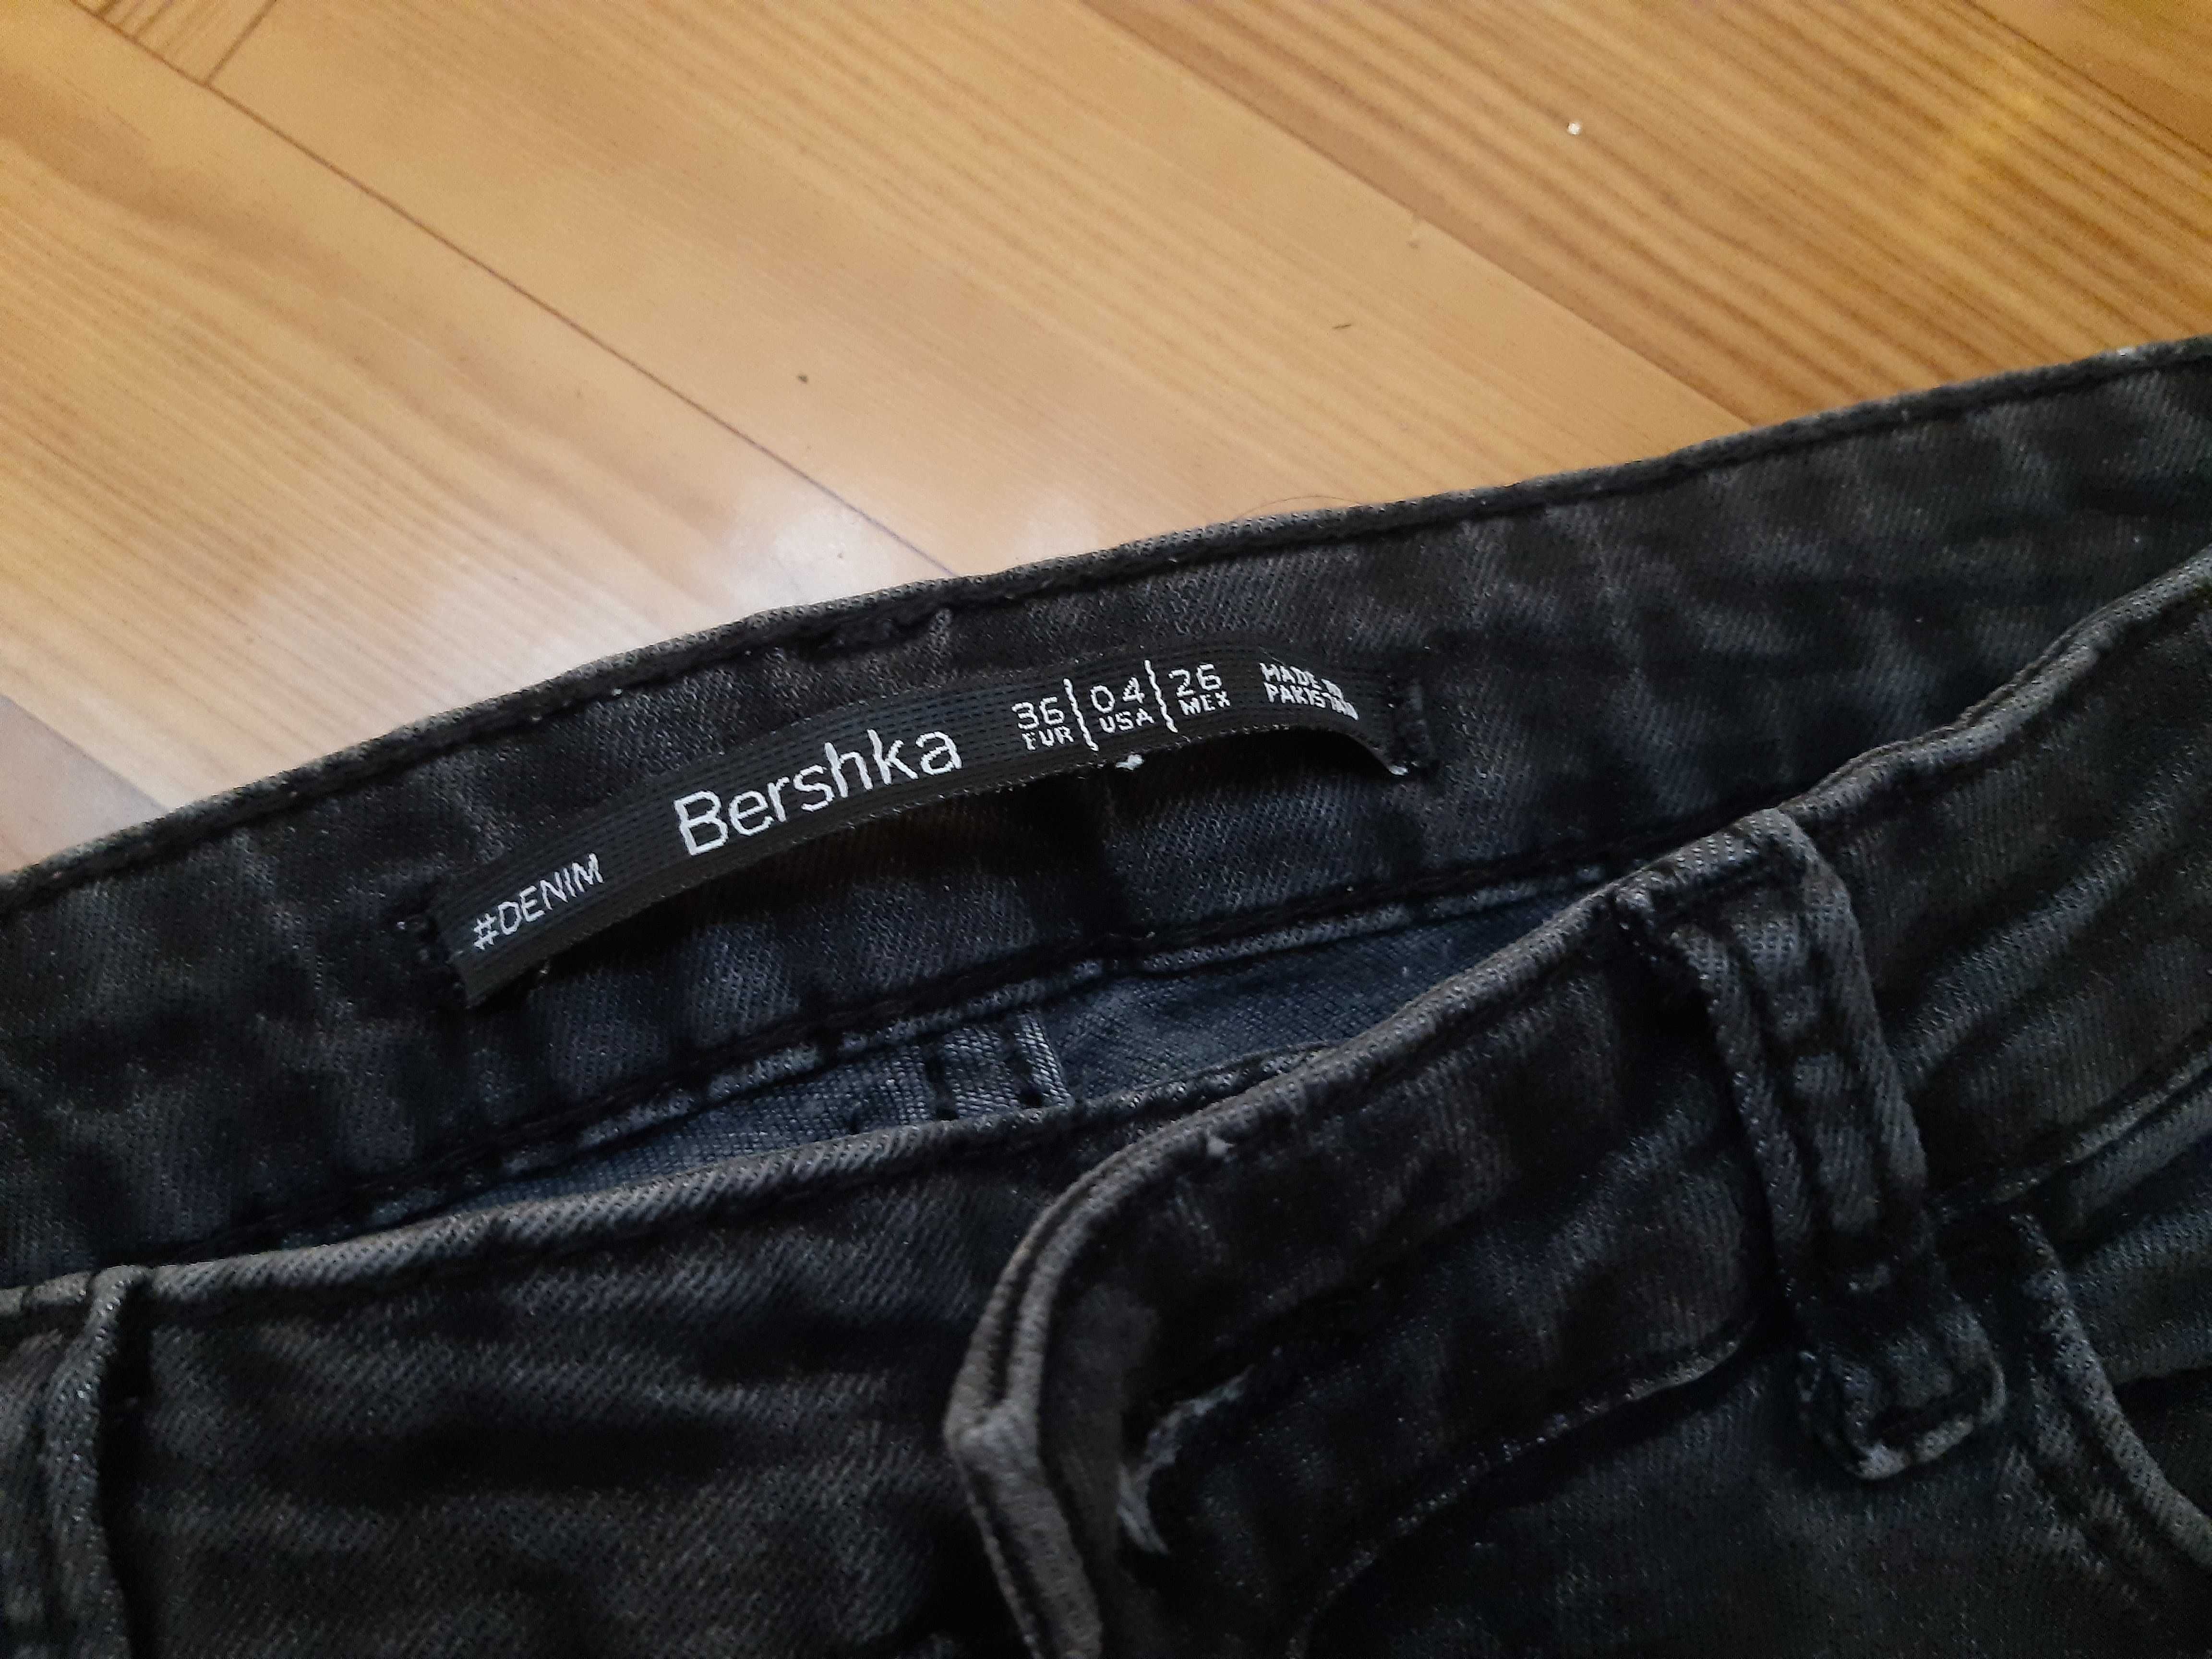 #DENIM
Bershka
36 EUR | 04 USA | 26 MEX
MADE IN
PAKISTAN